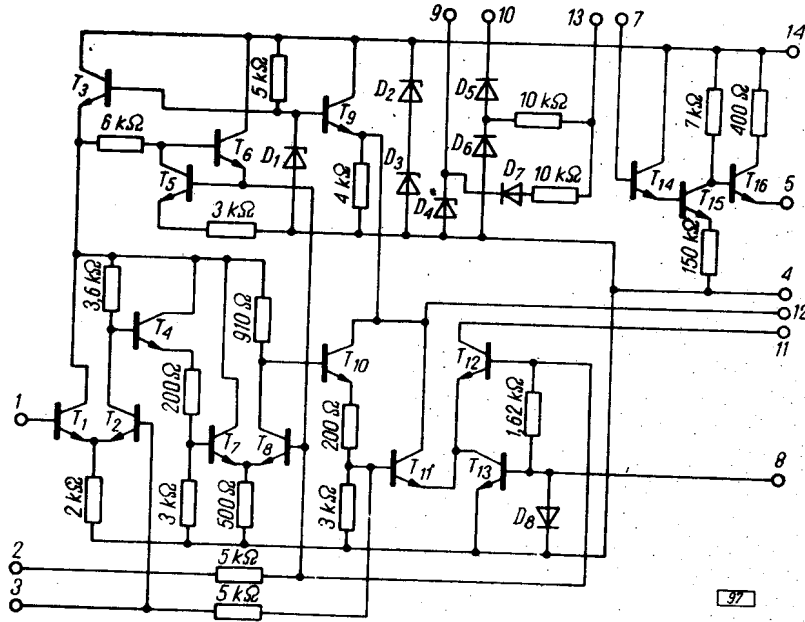 9 10 13 7
14
T3
5 kΩ
T9
D2
D5
10 kΩ
7 kΩ
400 Ω
6 kΩ
T6
D1
D3
D6
D7
10 kΩ
T14
T15
T16
5
T5
4 kΩ
D4
3 kΩ
150 kΩ
4
12
11
3,6 kΩ
T4
910 Ω
T10
T12
1
T1
T2
200 Ω
T7
T8
200 Ω
T11
T13
1,62 kΩ
8
2 kΩ
3 kΩ
500 Ω
3 kΩ
D8
2
5 kΩ
3
5 kΩ
97